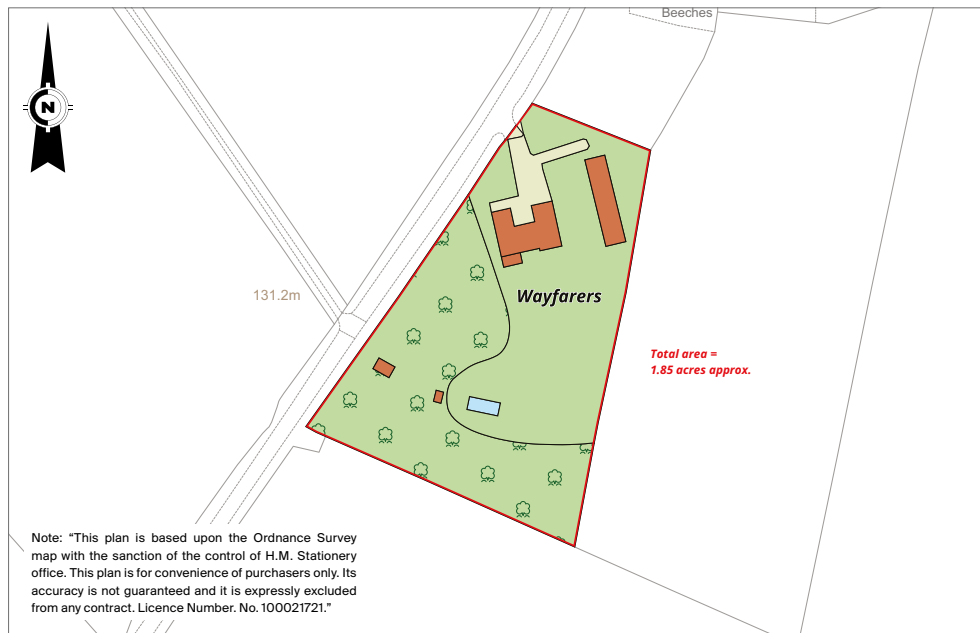 Beeches
N
Wayfarers
131.2m
Total area =
1.85 acres approx.
Note: “This plan is based upon the Ordnance Survey
map with the sanction of the control of H.M. Stationery
office. This plan is for convenience of purchasers only. Its
accuracy is not guaranteed and it is expressly excluded
from any contract. Licence Number. No. 100021721.”